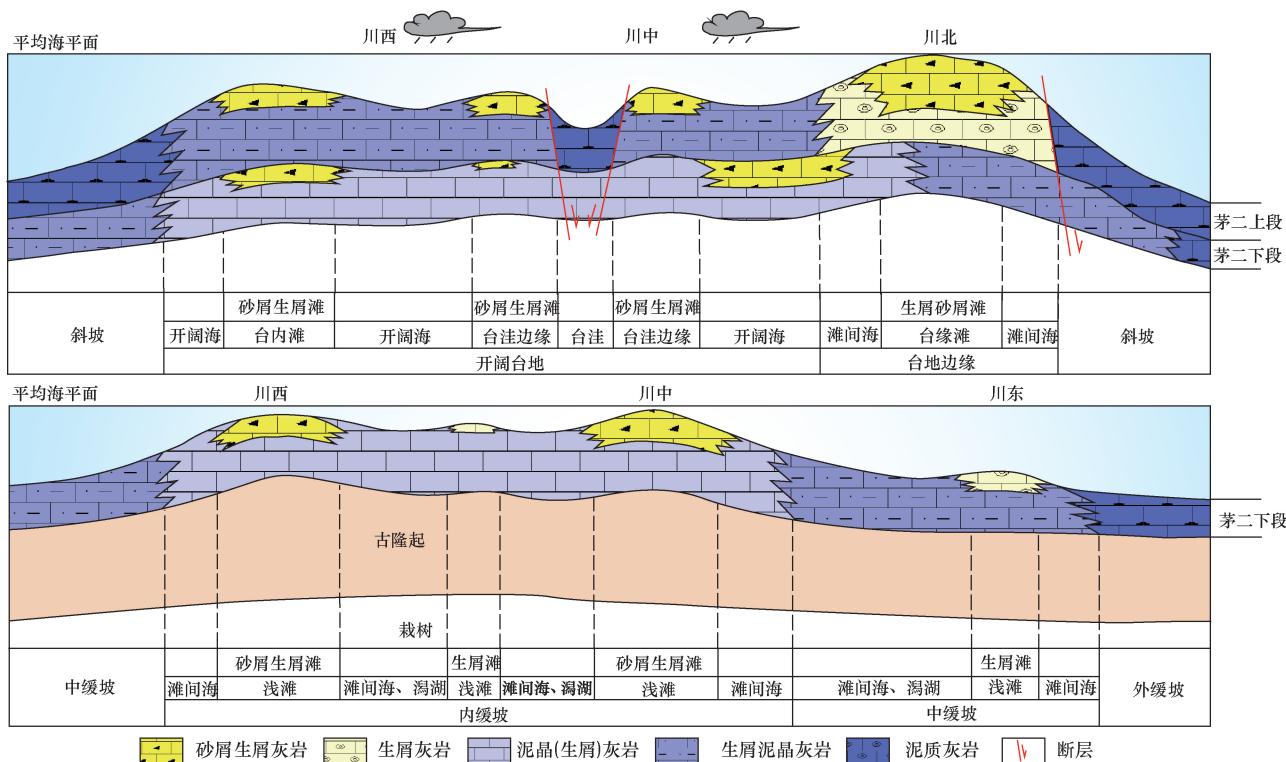 川西 川中 川北
平均海平面
茅二上段
茅二下段
砂屑生屑滩 砂屑生屑滩 砂屑生屑滩 生屑砂屑滩
斜坡 开阔海 台内滩 开阔海 台洼边缘 台洼 台洼边缘 开阔海 滩间海 台缘滩 滩间海 斜坡
开阔台地 台地边缘
平均海平面 川西 川中 川东
茅二下段
古隆起
栽树
砂屑生屑滩 生屑滩 砂屑生屑滩 生屑滩
中缓坡 滩间海 浅滩 滩间海、潟湖 浅滩 滩间海、潟湖 浅滩 滩间海 滩间海、潟湖 浅滩 滩间海 外缓坡
内缓坡 中缓坡
砂屑生屑灰岩 生屑灰岩 泥晶(生屑)灰岩 生屑泥晶灰岩 泥质灰岩 断层